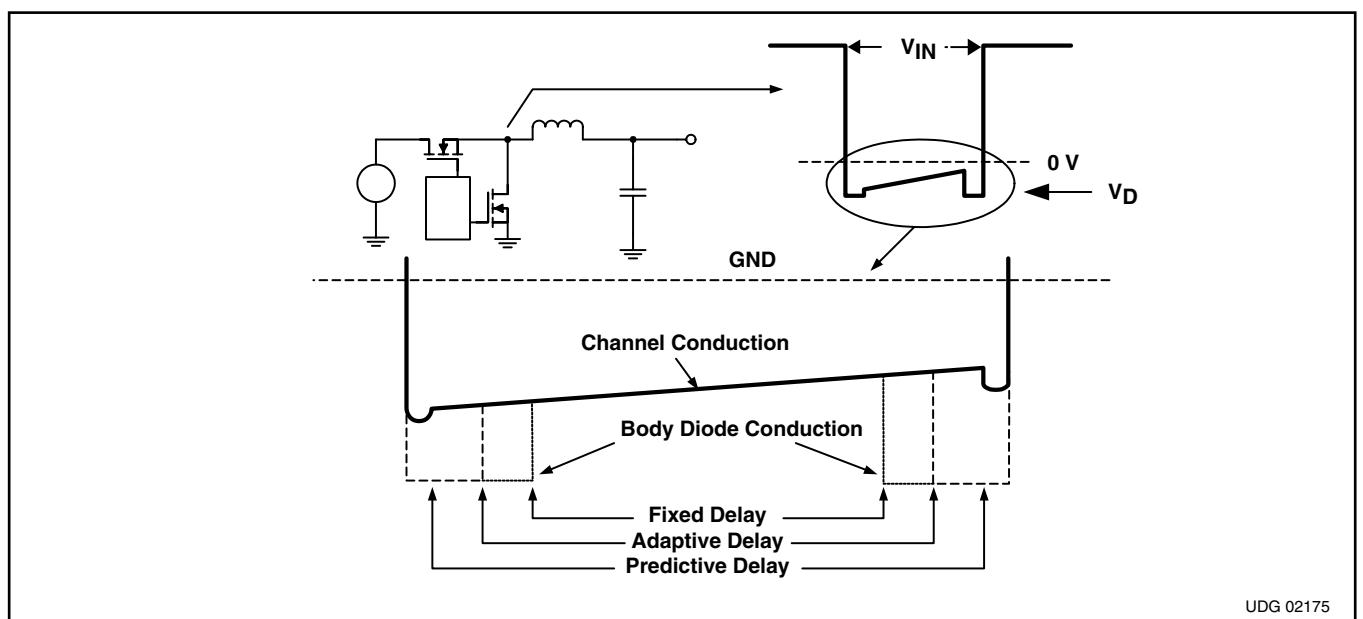 VIN
0 V
VD
GND
Channel Conduction
Body Diode Conduction
Fixed Delay
Adaptive Delay
Predictive Delay
UDG 02175